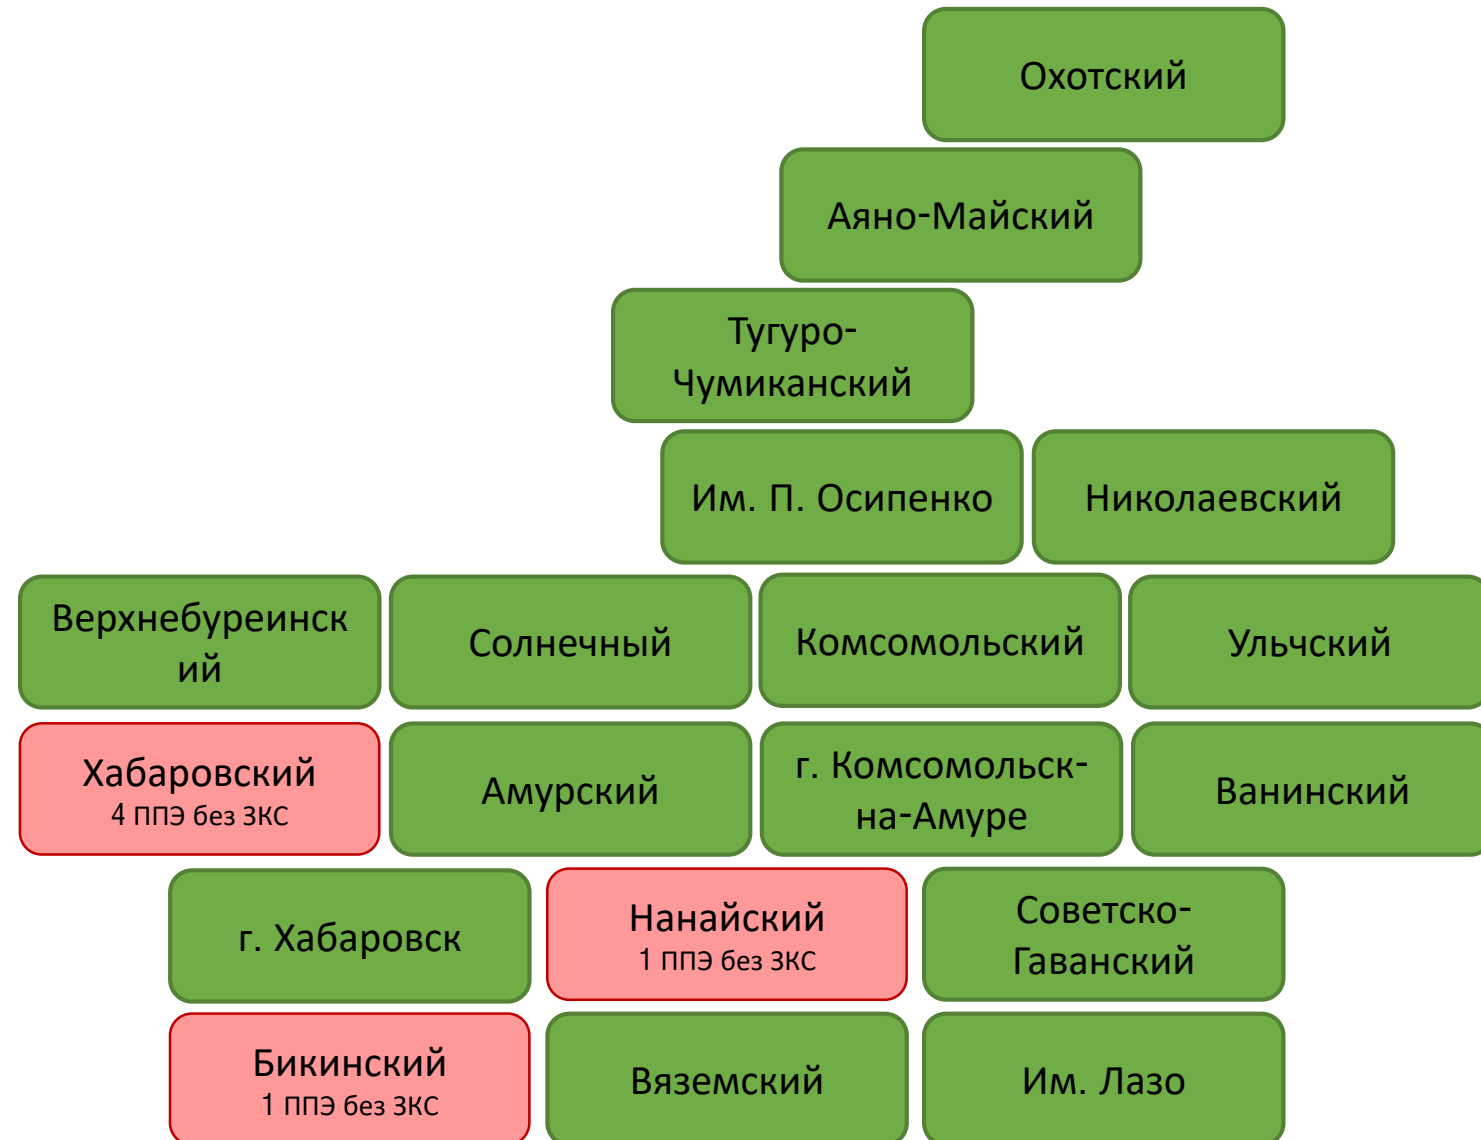 Охотский
Аяно-Майский
Тугуро-
Чумиканский
Им. П. Осипенко
Николаевский
Верхнебуреинск
ий
Солнечный
Комсомольский
Ульчский
Хабаровский
4 ППЭ без ЗКС
Амурский
г. Комсомольск-
на-Амуре
Ванинский
г. Хабаровск
Нанайский
1 ППЭ без ЗКС
Советско-
Гаванский
Бикинский
1 ППЭ без ЗКС
Вяземский
Им. Лазо